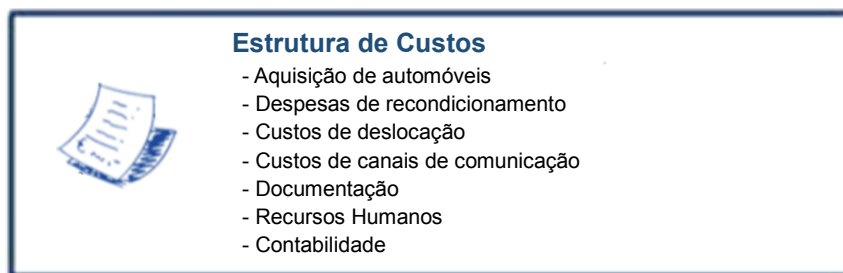 Estrutura de Custos
- Aquisição de automóveis
- Despesas de recondicionamento
- Custos de deslocação
- Custos de canais de comunicação
- Documentação
- Recursos Humanos
- Contabilidade